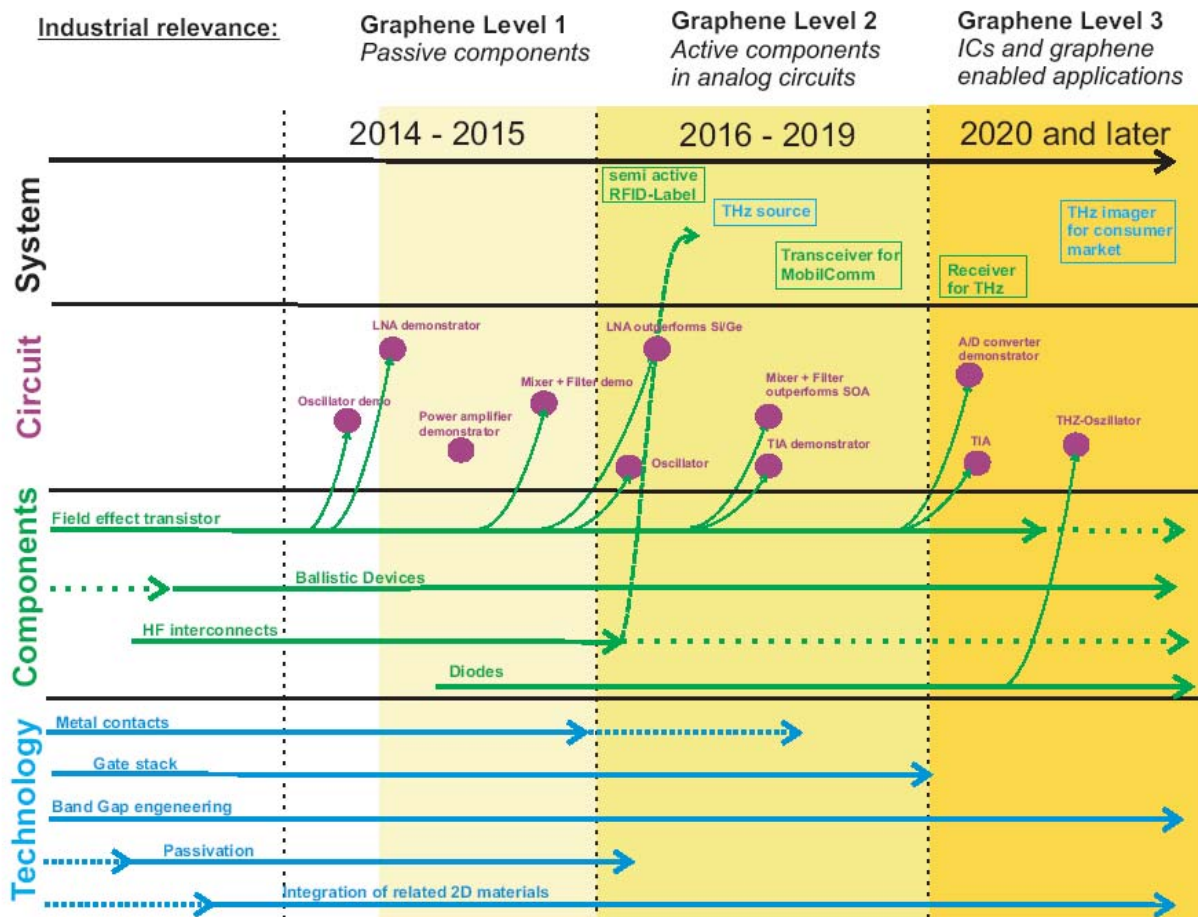 Industrial relevance:
Graphene Level 1
Passive components
Graphene Level 2
Active components
in analog circuits
Graphene Level 3
ICs and graphene
enabled applications
2014 - 2015
2016 - 2019
2020 and later
System
semi active
RFID-Label
THz source
Transceiver for
MobilComm
Receiver
for THz
THz imager
for consumer
market
Circuit
LNA demonstrator
Oscillator demo
Power amplifier
demonstrator
Mixer + Filter demo
LNA outperforms Si/Ge
Oscillator
Mixer + Filter
outperforms SOA
TIA demonstrator
A/D converter
demonstrator
TIA
THZ-Oszillator
Components
Field effect transistor
Ballistic Devices
HF interconnects
Diodes
Technology
Metal contacts
Gate stack
Band Gap engeneering
Passivation
Integration of related 2D materials